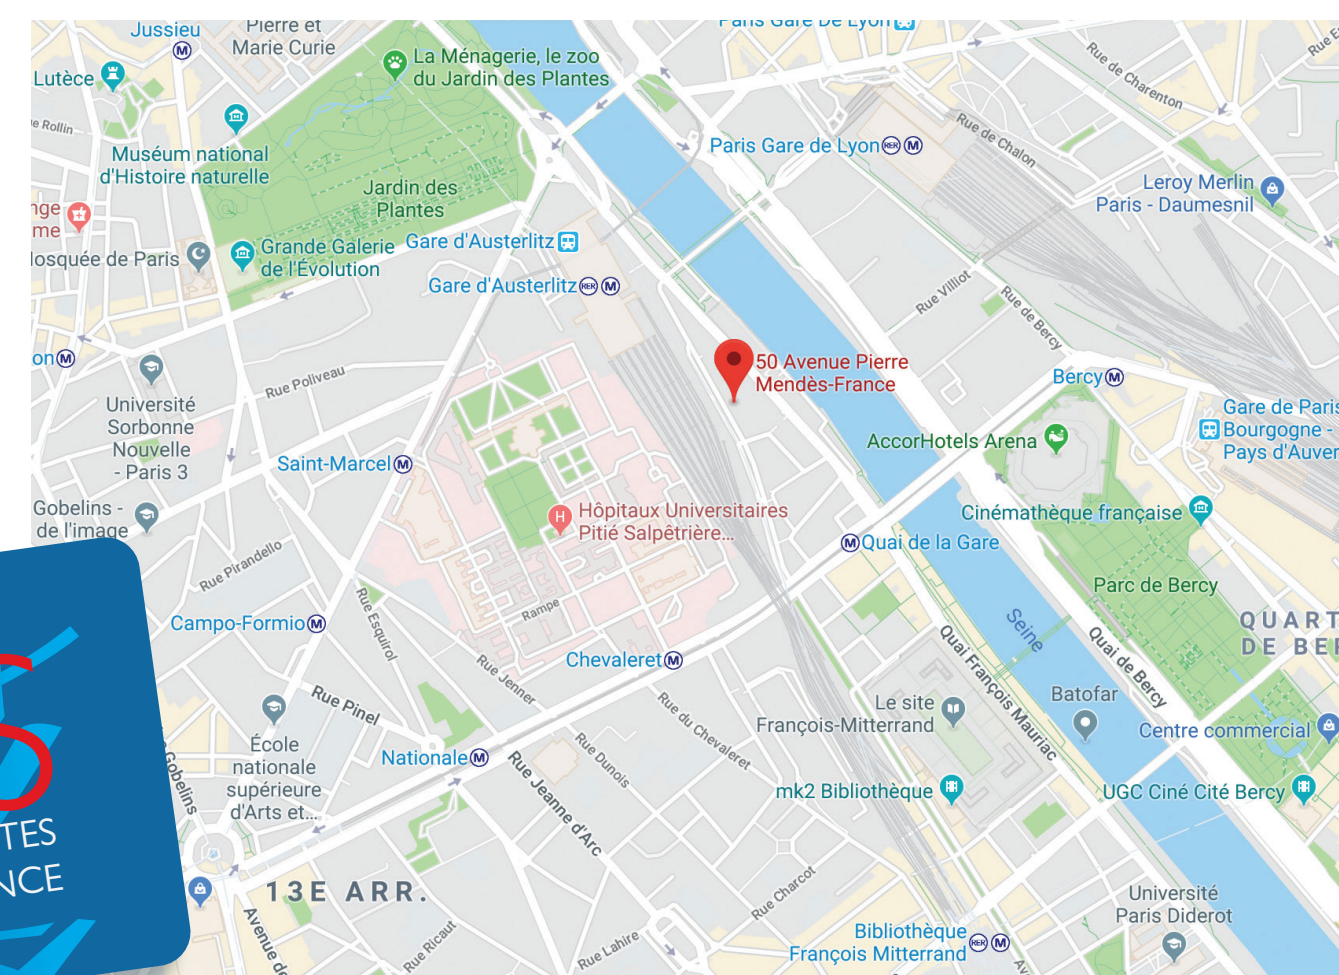 Paris Gare De Lyon
Jussieu
Pierre et
Marie Curie
La Ménagerie, le zoo
du Jardin des Plantes
Rue de Charenton
Lutèce
e Rollin
Rue de Chalon
Paris Gare de Lyon RER M
Muséum national
d'Histoire naturelle
Jardin des
Plantes
Leroy Merlin
Paris - Daumesnil
nge
me
losquée de Paris
Grande Galerie
de l'Évolution
Gare d'Austerlitz
Gare d'Austerlitz RER M
Rue Villiot
Rue de Bercy
on M
50 Avenue Pierre
Mendès-France
Rue Poliveau
Bercy M
Université
Sorbonne
Nouvelle
- Paris 3
Gare de Paris
Bourgogne -
Pays d'Auver
AccorHotels Arena
Saint-Marcel M
Gobelins -
de l'image
H
Hôpitaux Universitaires
Pitié Salpêtrière...
Cinémathèque française
M Quai de la Gare
Rue Pirandello
Parc de Bercy
Rampe
Rue Esquirol
Campo-Formio M
Seine
QUART
DE BER
Quai François Mauriac
Quai de Bercy
Chevaleret M
Rue Jenner
Rue Pinel
Rue du Chevaleret
Le site
François-Mitterrand
Batofar
Centre commercial
École
nationale
supérieure
d'Arts et...
Nationale M
Rue Dunois
Rue Jeanne d'Arc
Gobelins
mk2 Bibliothèque
UGC Ciné Cité Bercy
S
TES
NCE
13E ARR.
Rue Charcot
Université
Paris Diderot
Avenue de
Rue Ricaut
Rue Lahire
Bibliothèque
François Mitterrand RER M